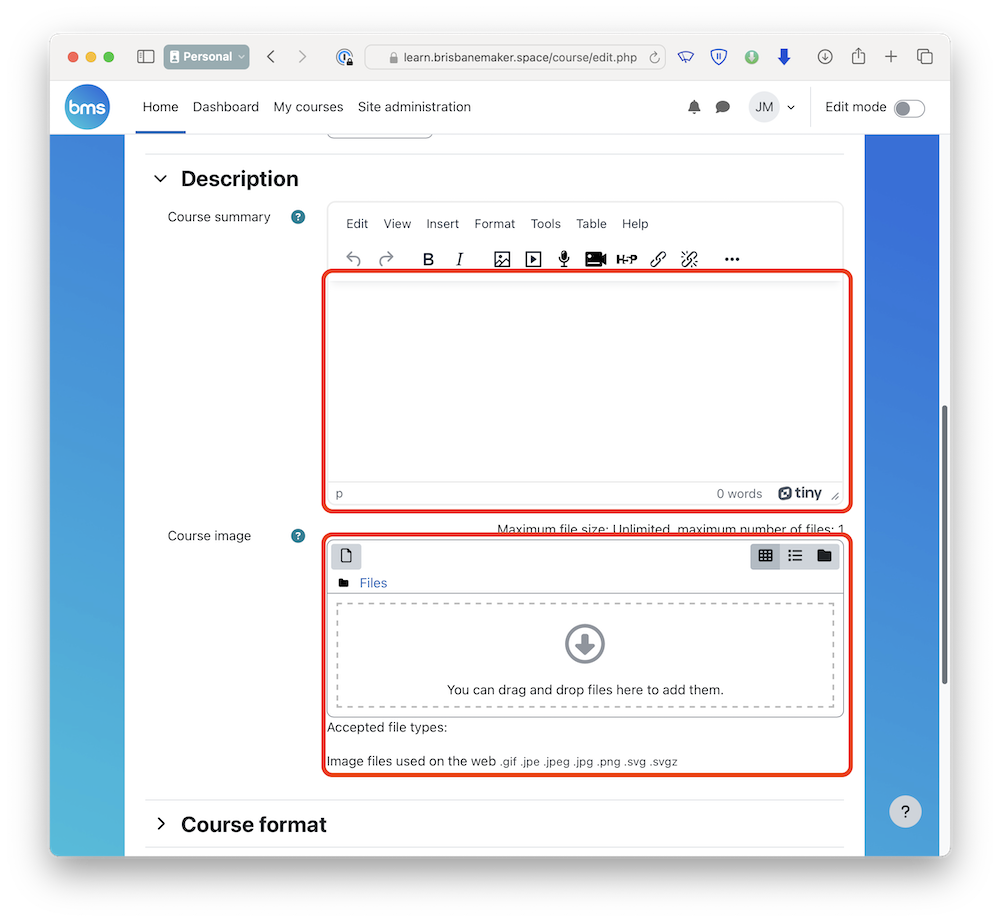 Personal
learn.brisbanemaker.space/course/edit.php
bms Home Dashboard My courses Site administration JM Edit mode
Description
Course summary ?
Edit View Insert Format Tools Table Help
B I H5P ...
p 0 words tiny
Maximum file size: Unlimited, maximum number of files: 1
Course image ?
Files
You can drag and drop files here to add them.
Accepted file types:
Image files used on the web .gif .jpe .jpeg .jpg .png .svg .svgz
Course format
?